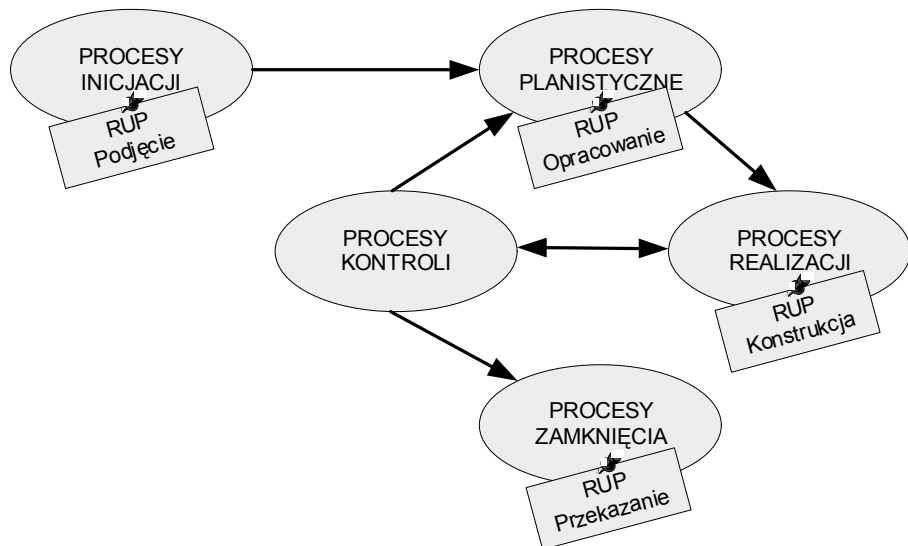 PROCESY
INICJACJI
RUP
Podjęcie
PROCESY
PLANISTYCZNE
RUP
Opracowanie
PROCESY
KONTROLI
PROCESY
REALIZACJI
RUP
Konstrukcja
PROCESY
ZAMKNIĘCIA
RUP
Przekazanie